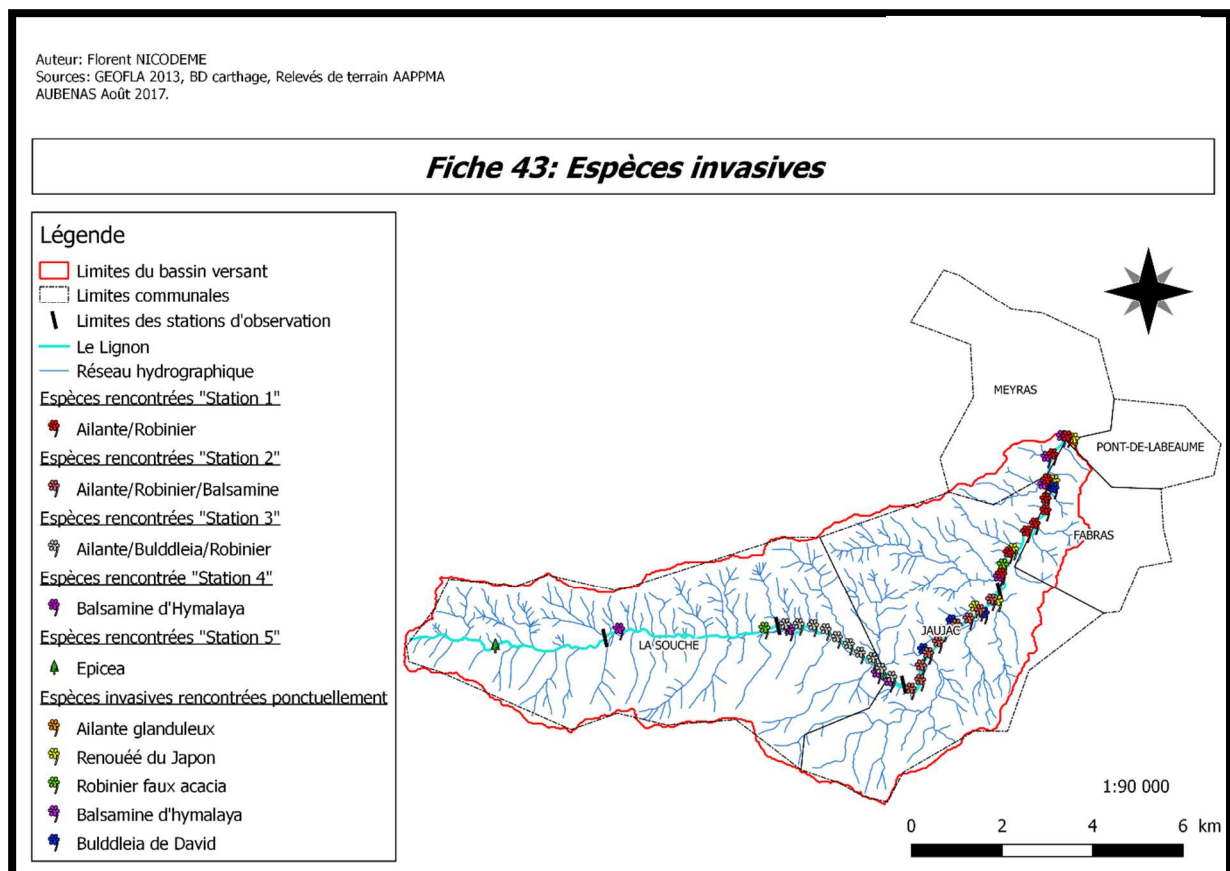 Auteur: Florent NICODEME
Sources: GEOFLA 2013, BD carthage, Relevés de terrain AAPPMA
AUBENAS Août 2017.
Fiche 43: Espèces invasives
Légende
Limites du bassin versant
Limites communales
Limites des stations d'observation
Le Lignon
Réseau hydrographique
Espèces rencontrées "Station 1"
Ailante/Robinier
Espèces rencontrées "Station 2"
Ailante/Robinier/Balsamine
Espèces rencontrées "Station 3"
Ailante/Bulddleia/Robinier
Espèces rencontrée "Station 4"
Balsamine d'Hymalaya
Espèces rencontrées "Station 5"
Epicea
Espèces invasives rencontrées ponctuellement
Ailante glanduleux
Renouéé du Japon
Robinier faux acacia
Balsamine d'hymalaya
Bulddleia de David
MEYRAS
PONT-DE-LABEAUME
FABRAS
JAUJAC
LA SOUCHE
1:90 000
0 2 4 6 km